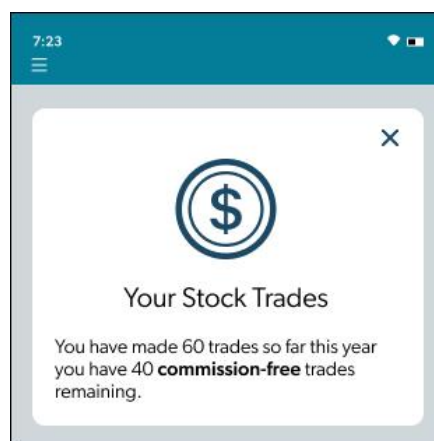 7:23
$
Your Stock Trades
You have made 60 trades so far this year
you have 40 commission-free trades
remaining.